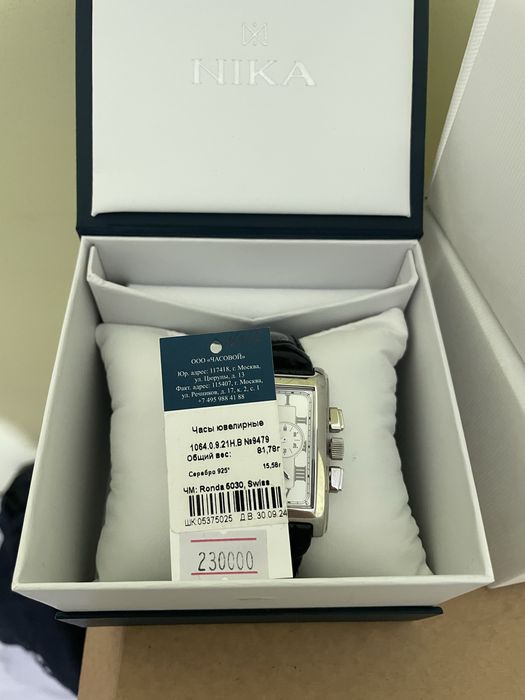 NIKA
ООО «ЧАСОВОЙ»
Юр. адрес: 117418, г. Москва,
ул. Цюрупы, д. 13
Факт. адрес: 115407, г. Москва,
ул. Речников, д. 17, к. 2, с. 1
+7 495 988 41 88
Часы ювелирные
1064.0.9.21H.B №9479
Общий вес: 81,78г
Серебро 925° 15,58г
ЧМ: Ronda 5030, Swiss
ШК:05375025 Д.В. 30.09.24
230000